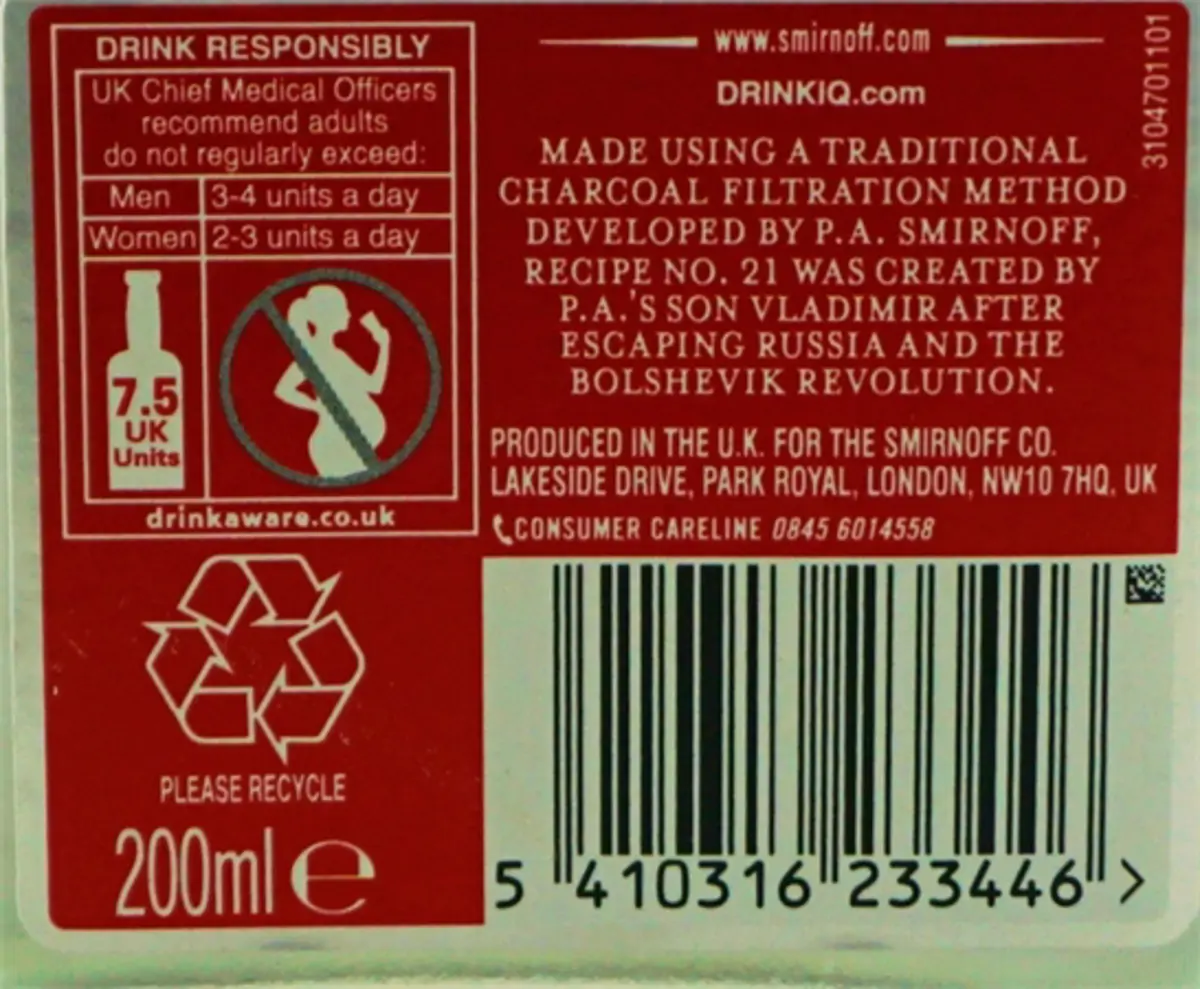 DRINK RESPONSIBLY
UK Chief Medical Officers
recommend adults
do not regularly exceed:
Men 3-4 units a day
Women 2-3 units a day
7.5
UK
Units
drinkaware.co.uk
PLEASE RECYCLE
200ml e
www.smirnoff.com
DRINKiQ.com
MADE USING A TRADITIONAL
CHARCOAL FILTRATION METHOD
DEVELOPED BY P.A. SMIRNOFF,
RECIPE NO. 21 WAS CREATED BY
P.A.'S SON VLADIMIR AFTER
ESCAPING RUSSIA AND THE
BOLSHEVIK REVOLUTION.
PRODUCED IN THE U.K. FOR THE SMIRNOFF CO.
LAKESIDE DRIVE, PARK ROYAL, LONDON, NW10 7HQ, UK
CONSUMER CARELINE 0845 6014558
3104701101
5 410316 233446 >